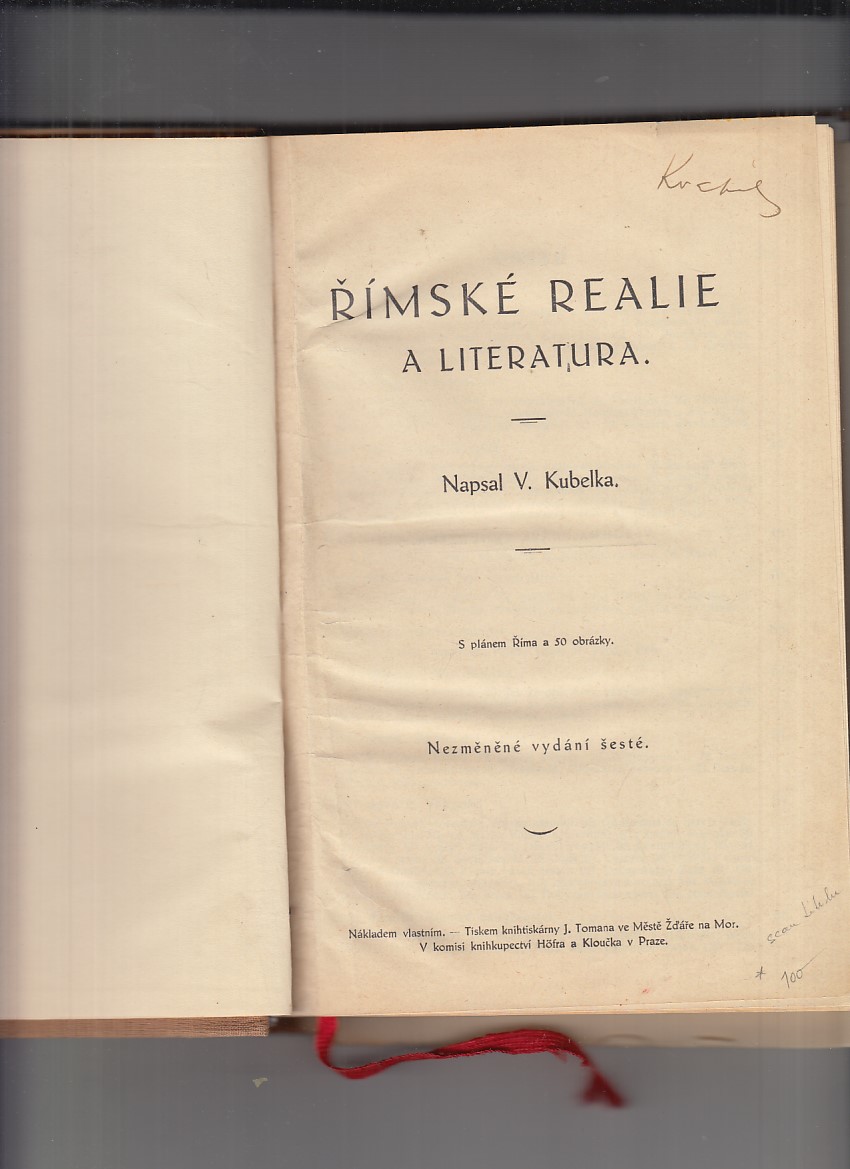 ŘÍMSKÉ REALIE
A LITERATURA.
Napsal V. Kubelka.
S plánem Říma a 50 obrázky.
Nezměněné vydání šesté.
Nákladem vlastním. — Tiskem knihtiskárny J. Tomana ve Městě Žďáře na Mor.
V komisi knihkupectví Höfra a Kloučka v Praze.
100